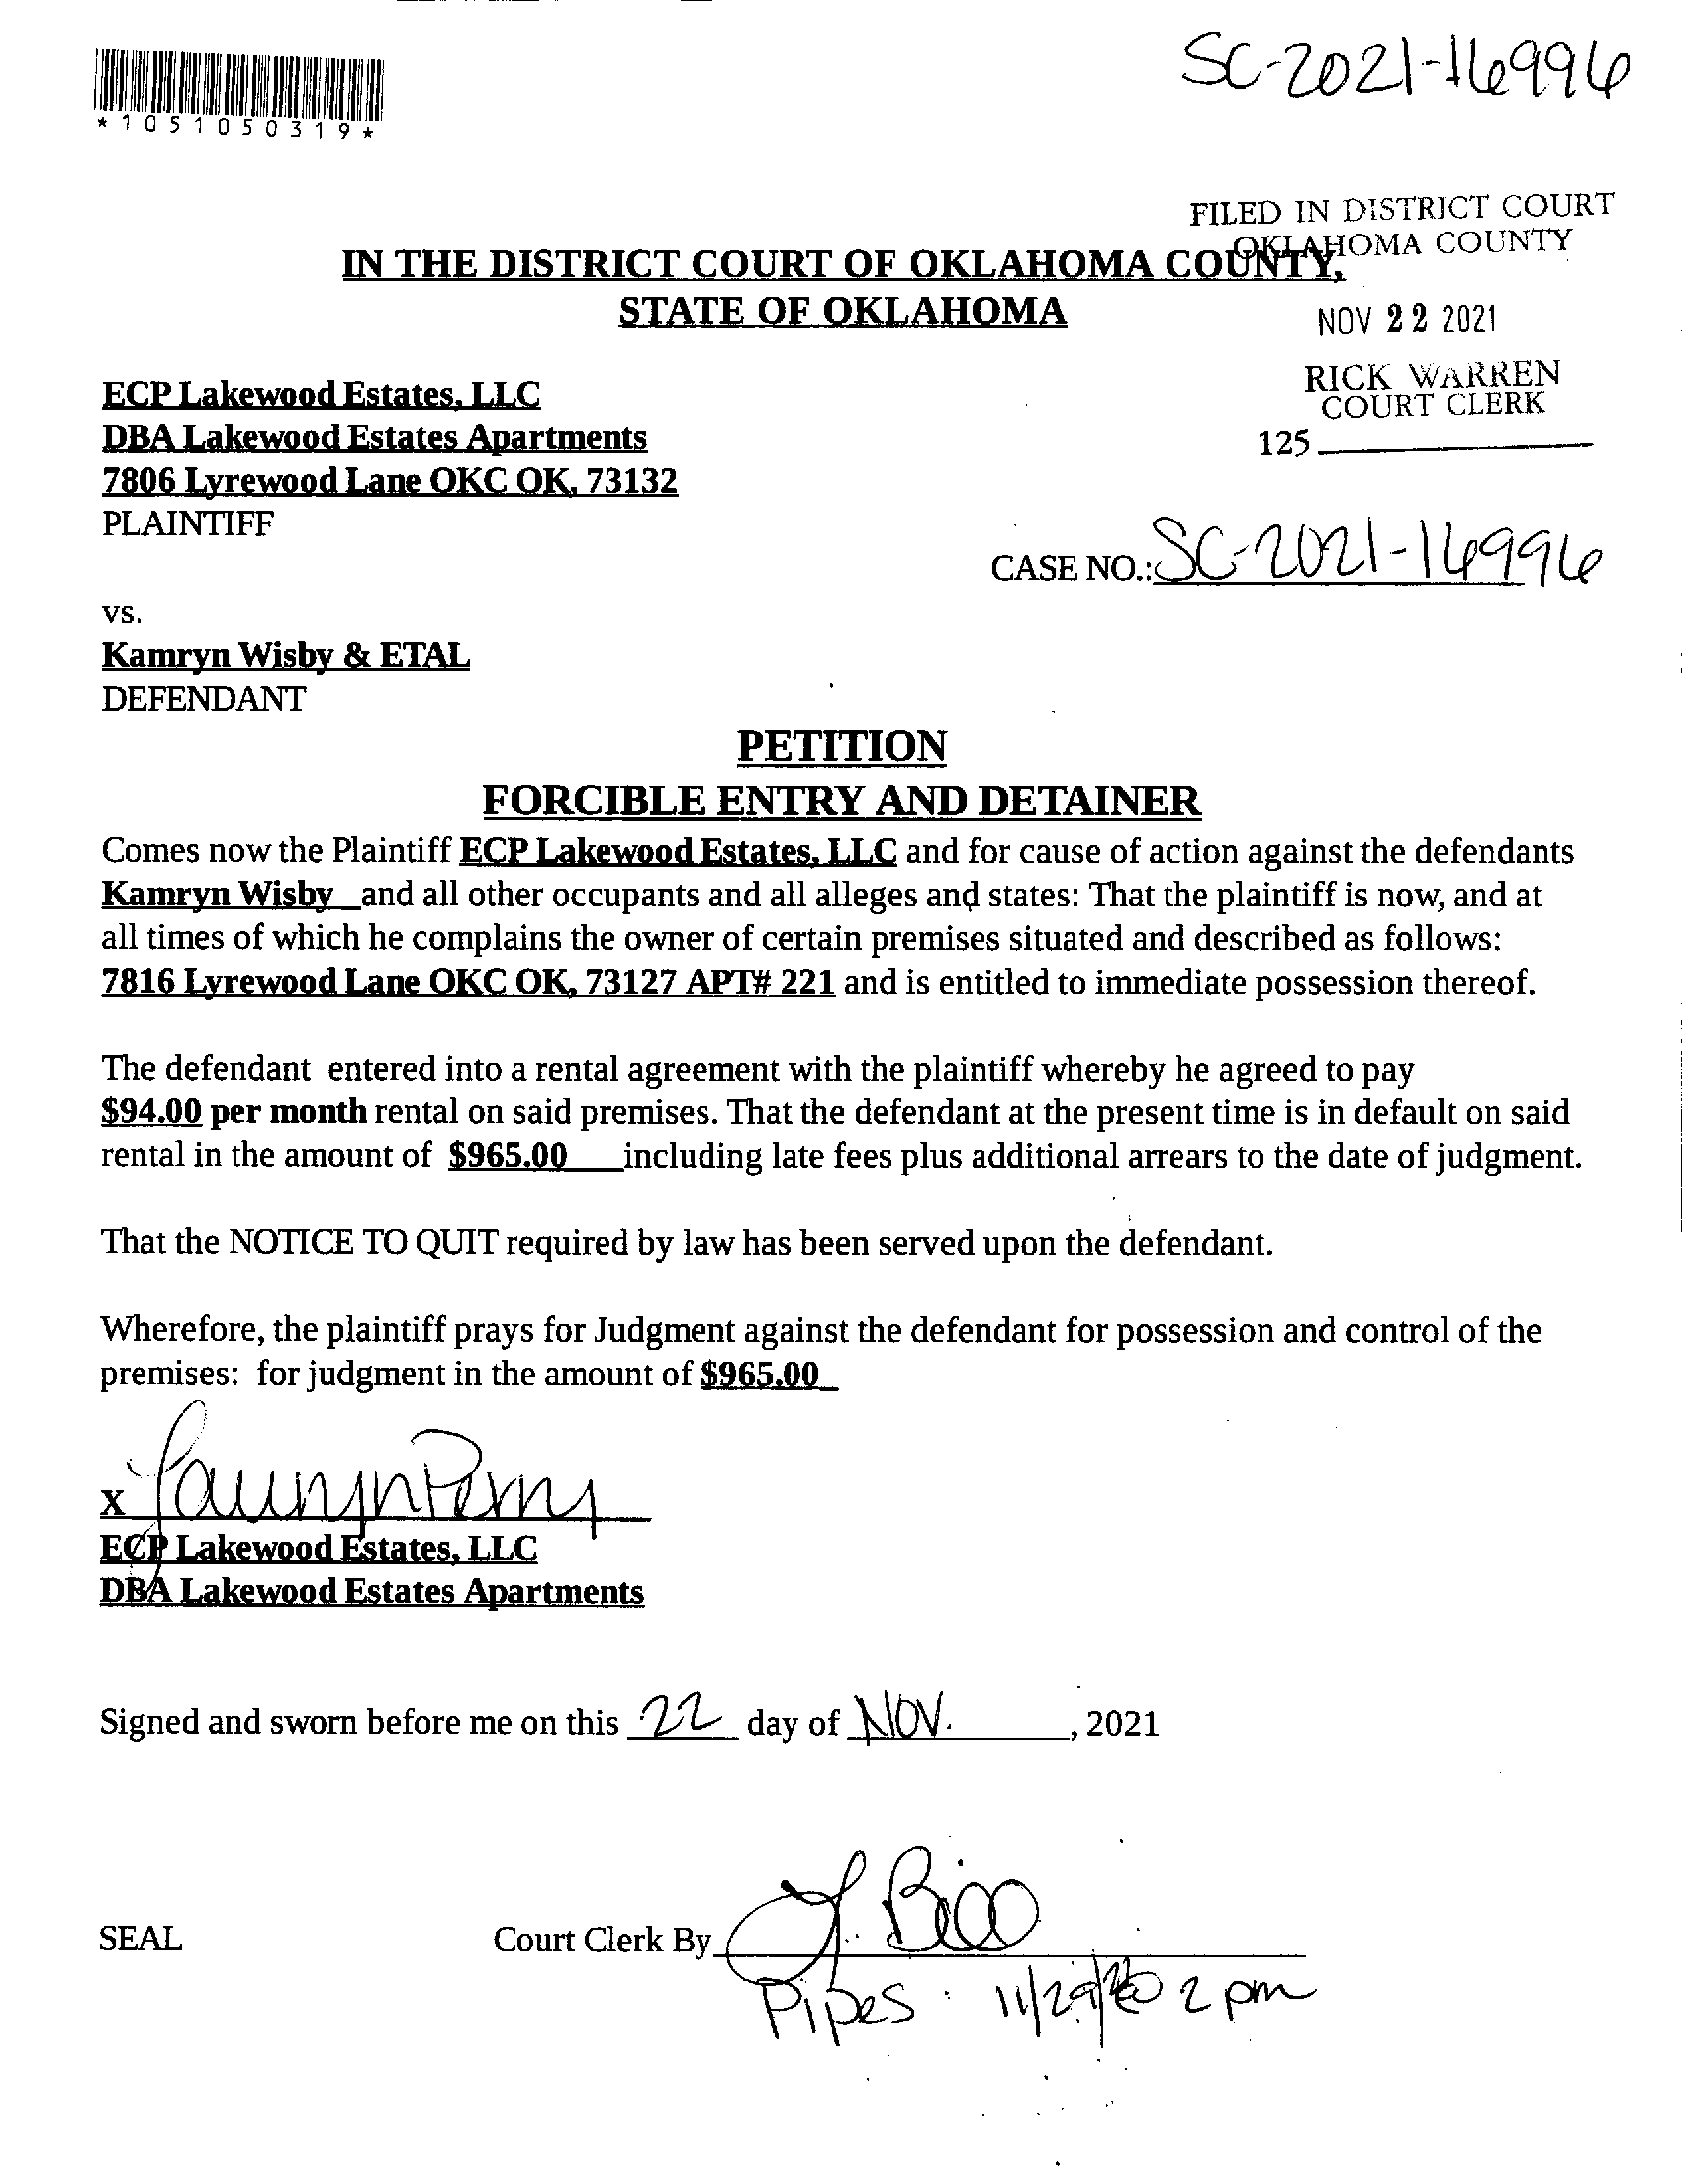 SC-2021-16996
*1051050319*
FILED IN DISTRICT COURT
OKLAHOMA COUNTY
IN THE DISTRICT COURT OF OKLAHOMA COUNTY,
STATE OF OKLAHOMA
NOV 22 2021
RICK WARREN
COURT CLERK
125
ECP Lakewood Estates, LLC
DBA Lakewood Estates Apartments
7806 Lyrewood Lane OKC OK, 73132
PLAINTIFF
CASE NO.: SC-2021-16996
vs.
Kamryn Wisby & ETAL
DEFENDANT
PETITION
FORCIBLE ENTRY AND DETAINER
Comes now the Plaintiff ECP Lakewood Estates, LLC and for cause of action against the defendants
Kamryn Wisby _and all other occupants and all alleges and states: That the plaintiff is now, and at
all times of which he complains the owner of certain premises situated and described as follows:
7816 Lyrewood Lane OKC OK, 73127 APT# 221 and is entitled to immediate possession thereof.
The defendant entered into a rental agreement with the plaintiff whereby he agreed to pay
$94.00 per month rental on said premises. That the defendant at the present time is in default on said
rental in the amount of $965.00 including late fees plus additional arrears to the date of judgment.
That the NOTICE TO QUIT required by law has been served upon the defendant.
Wherefore, the plaintiff prays for Judgment against the defendant for possession and control of the
premises: for judgment in the amount of $965.00
X
ECP Lakewood Estates, LLC
DBA Lakewood Estates Apartments
Signed and sworn before me on this 22 day of NOV. , 2021
SEAL
Court Clerk By
Pipes 2 pm